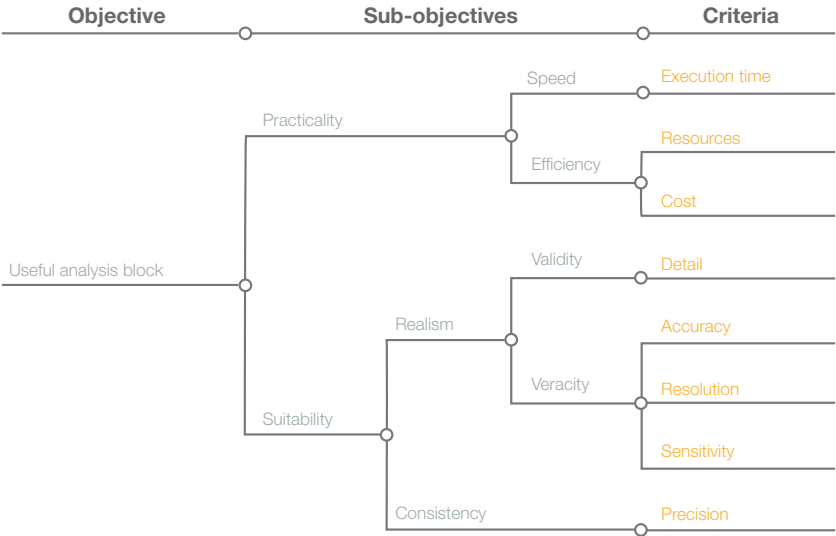 Objective
Sub-objectives
Criteria
Speed
Execution time
Practicality
Resources
Efficiency
Cost
Useful analysis block
Validity
Detail
Realism
Accuracy
Veracity
Resolution
Suitability
Sensitivity
Consistency
Precision